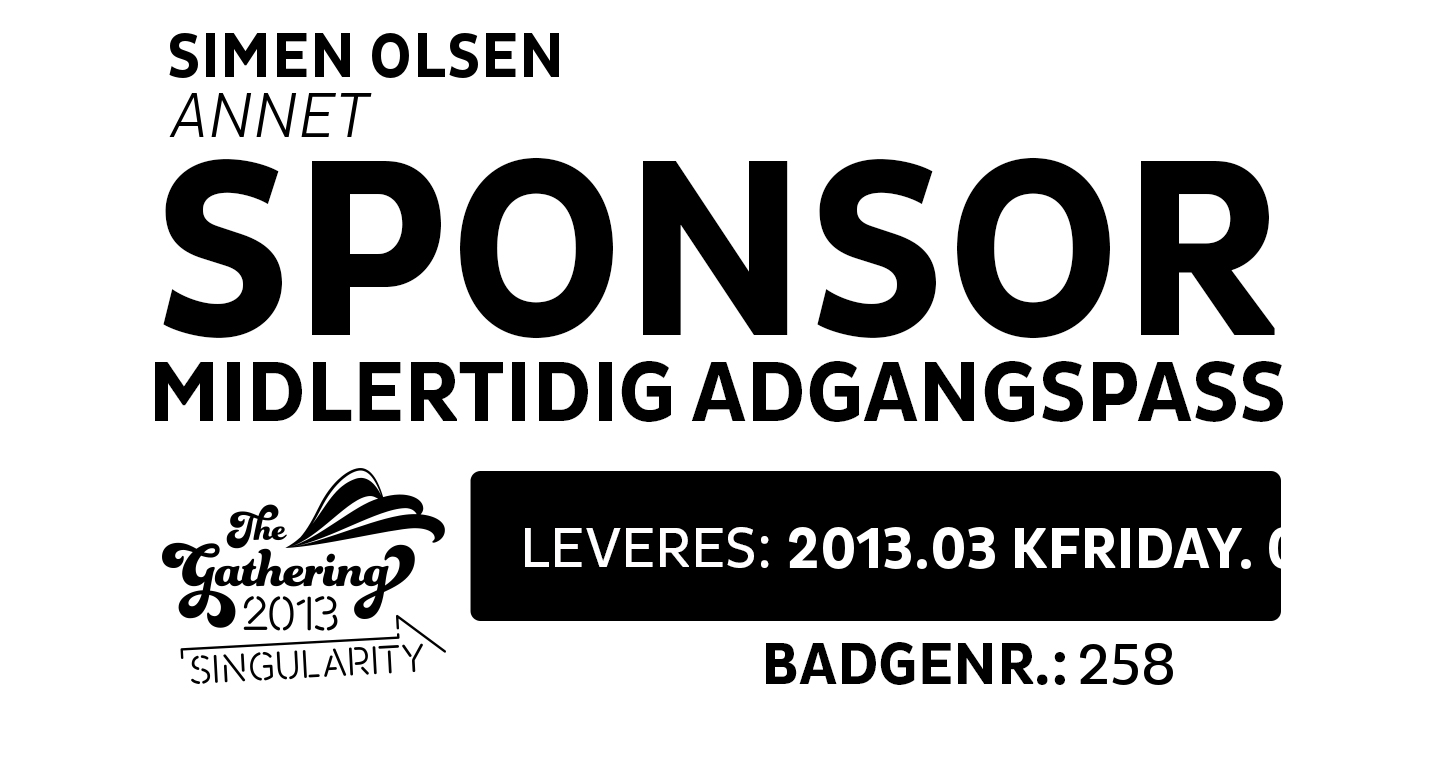 SIMEN OLSEN
ANNET
SPONSOR
MIDLERTIDIG ADGANGSPASS
The
Gathering
2013
SINGULARITY
LEVERES: 2013.03 KFRIDAY.
BADGENR.: 258